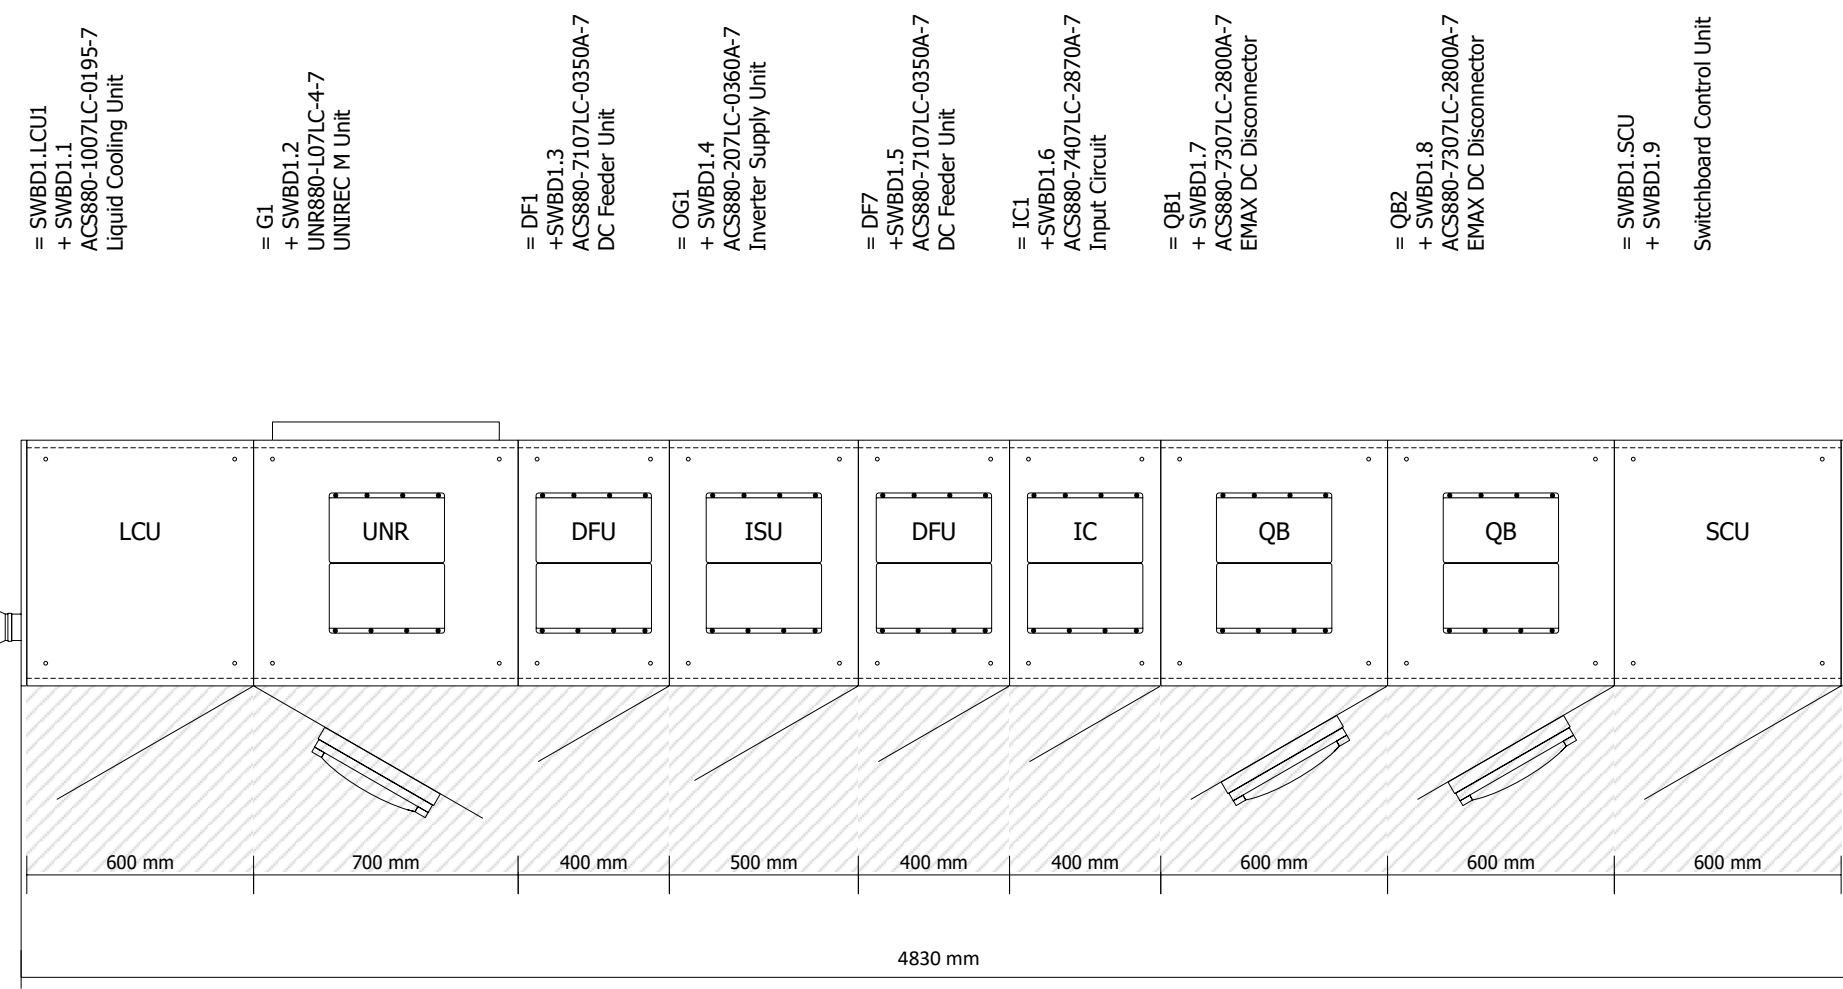 = SWBD1.LCU1
+ SWBD1.1
ACS880-1007LC-0195-7
Liquid Cooling Unit
= G1
+ SWBD1.2
UNR880-L07LC-4-7
UNIREC M Unit
= DF1
+SWBD1.3
ACS880-7107LC-0350A-7
DC Feeder Unit
= OG1
+ SWBD1.4
ACS880-207LC-0360A-7
Inverter Supply Unit
= DF7
+SWBD1.5
ACS880-7107LC-0350A-7
DC Feeder Unit
= IC1
+SWBD1.6
ACS880-7407LC-2870A-7
Input Circuit
= QB1
+ SWBD1.7
ACS880-7307LC-2800A-7
EMAX DC Disconnector
= QB2
+ SWBD1.8
ACS880-7307LC-2800A-7
EMAX DC Disconnector
= SWBD1.SCU
+ SWBD1.9
Switchboard Control Unit
LCU
UNR
DFU
ISU
DFU
IC
QB
QB
SCU
600 mm
700 mm
400 mm
500 mm
400 mm
400 mm
600 mm
600 mm
600 mm
4830 mm